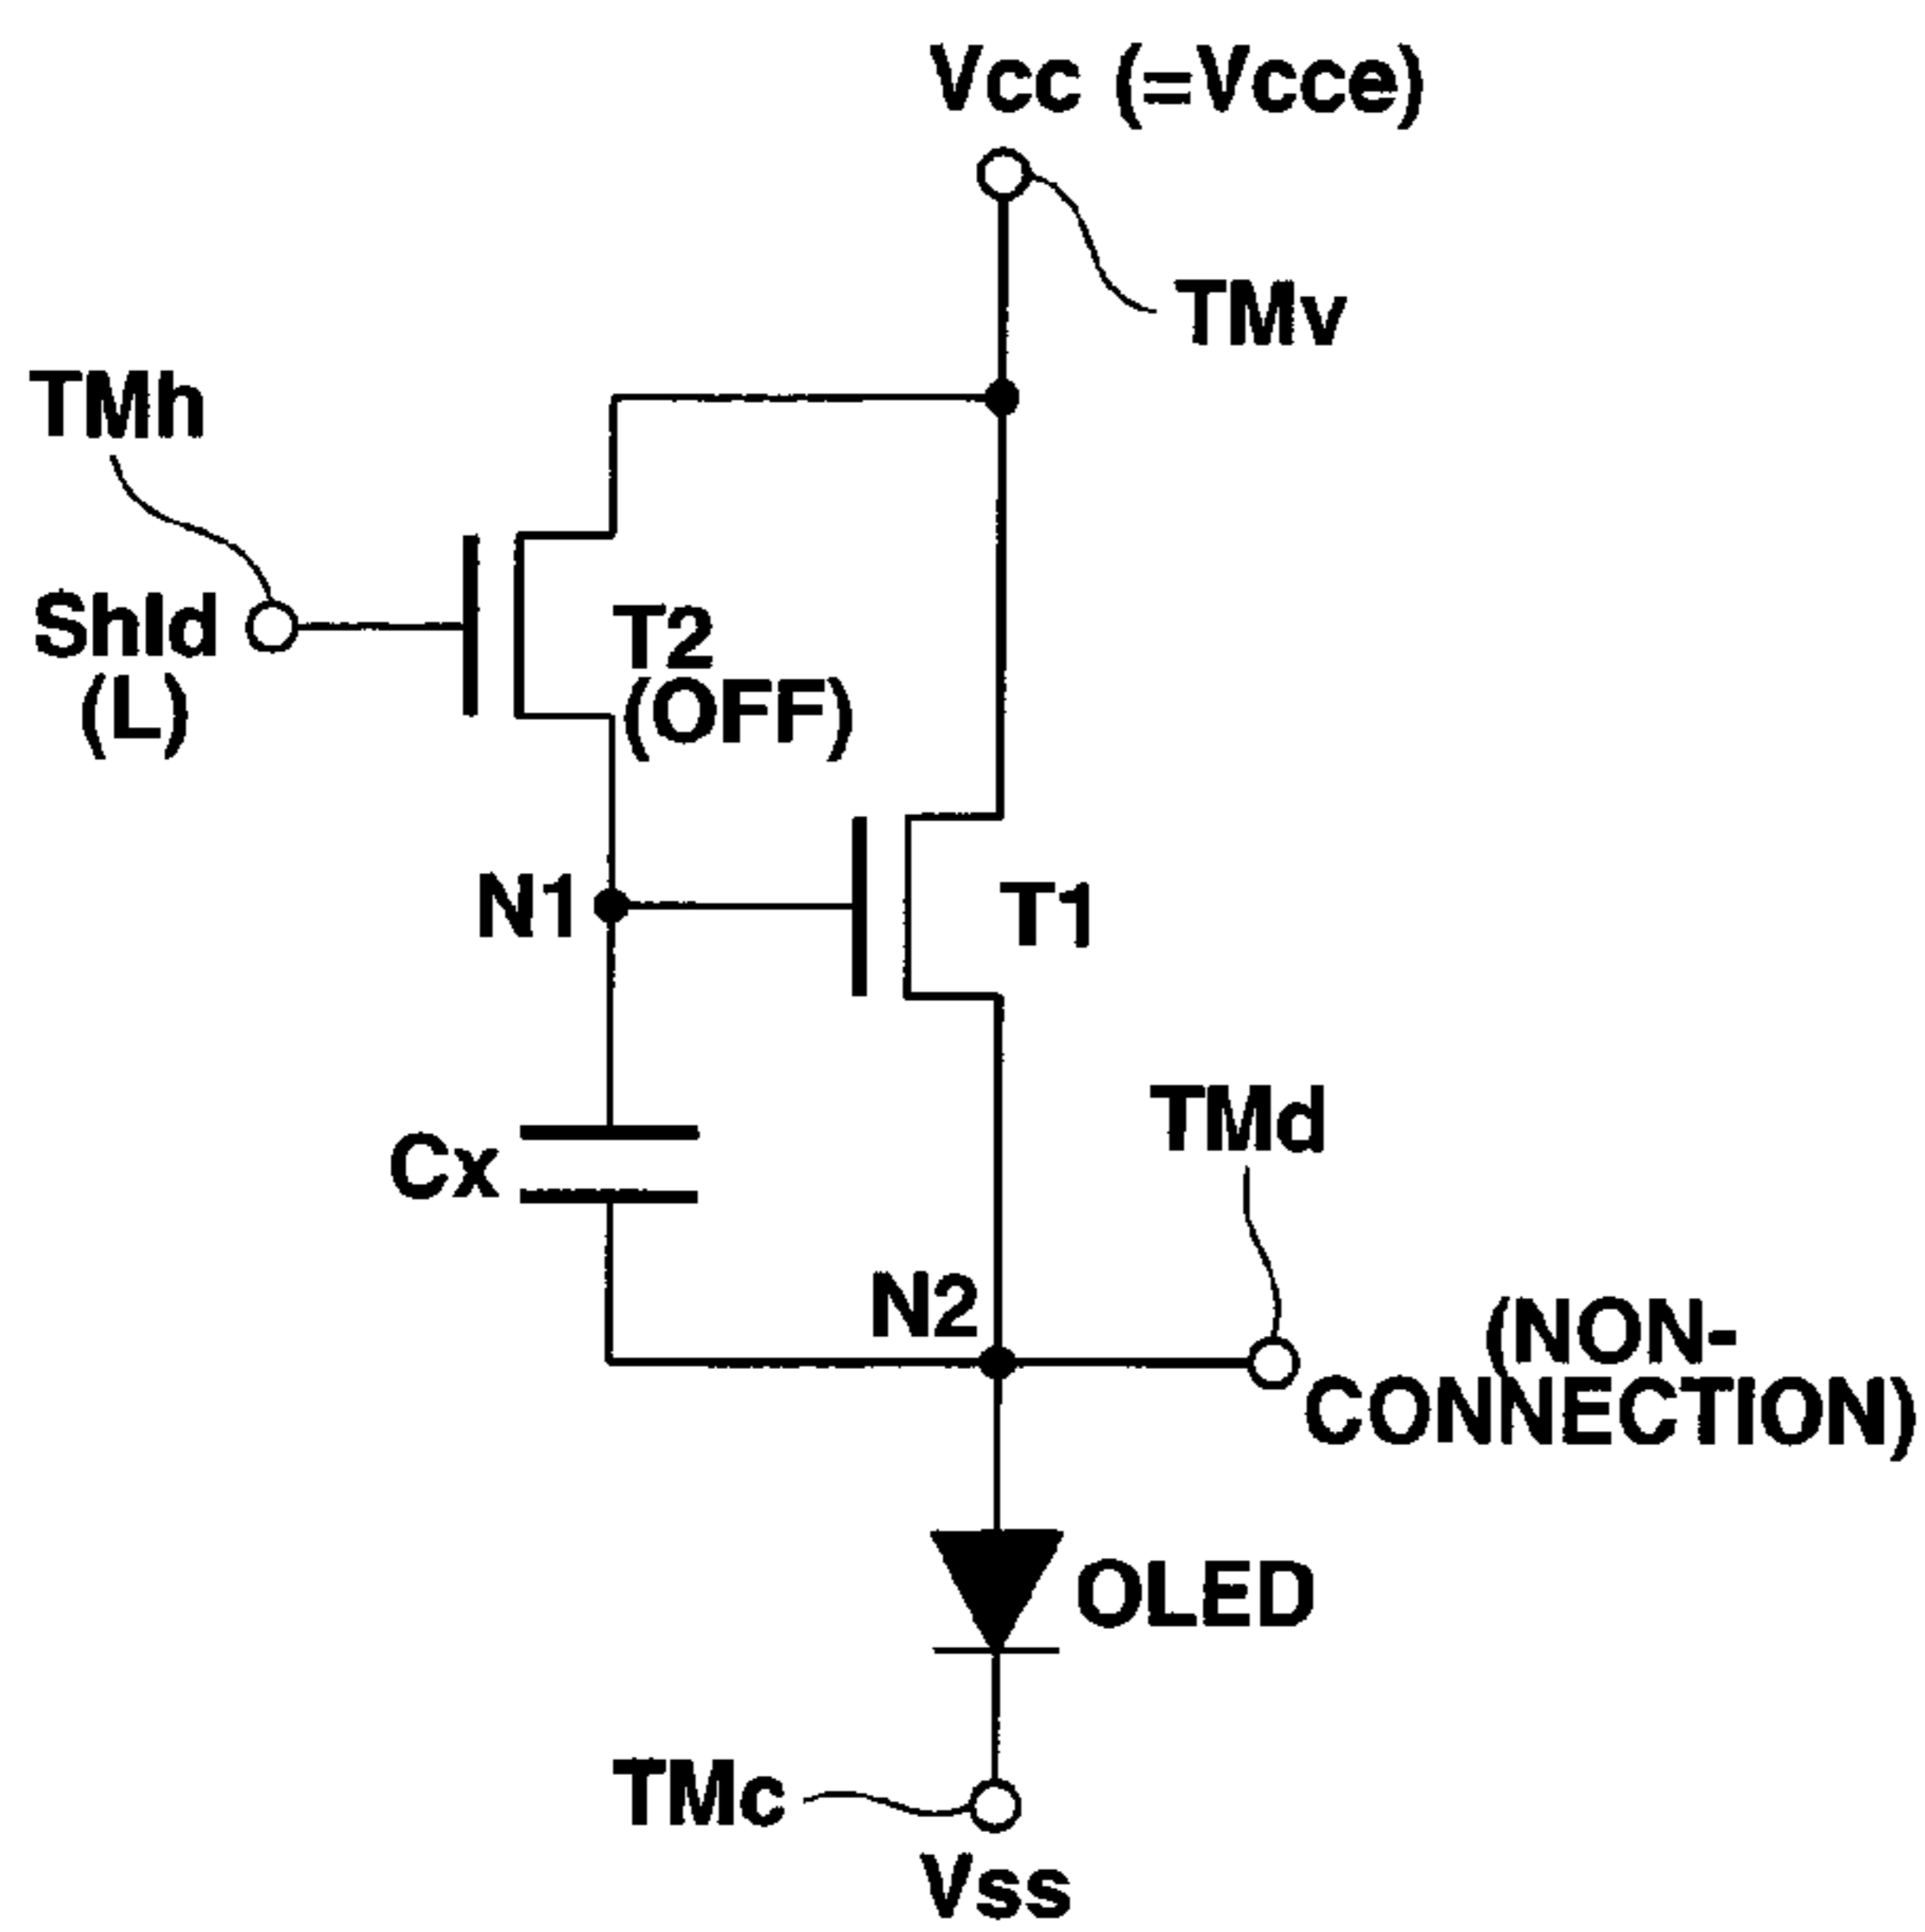 Vcc (=Vcce)
TMv
TMh
Shld
(L)
T2
(OFF)
N1
T1
Cx
TMd
N2
(NON-
CONNECTION)
OLED
TMc
Vss